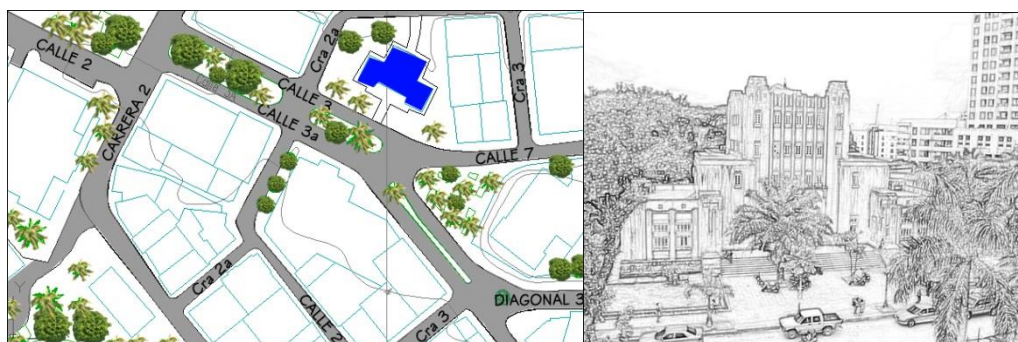 CALLE 2
CARRERA 2
Cra 2a
CALLE 3
CALLE 3a
Cra 3
CALLE 7
Cra 2a
CALLE 2
Cra 3
DIAGONAL 3